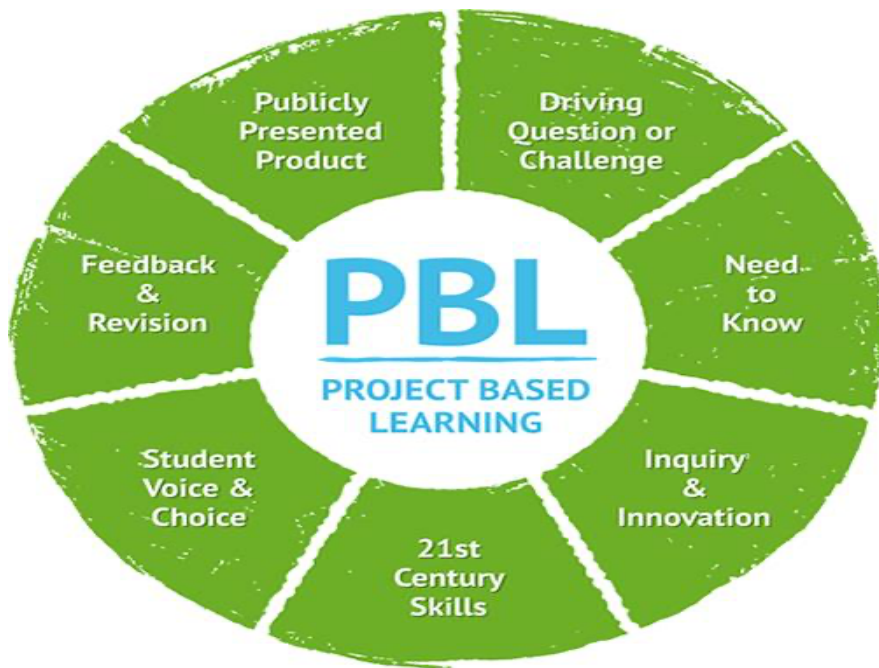 PBL
PROJECT BASED
LEARNING
Driving
Question or
Challenge
Need
to
Know
Inquiry
&
Innovation
21st
Century
Skills
Student
Voice &
Choice
Feedback
&
Revision
Publicly
Presented
Product